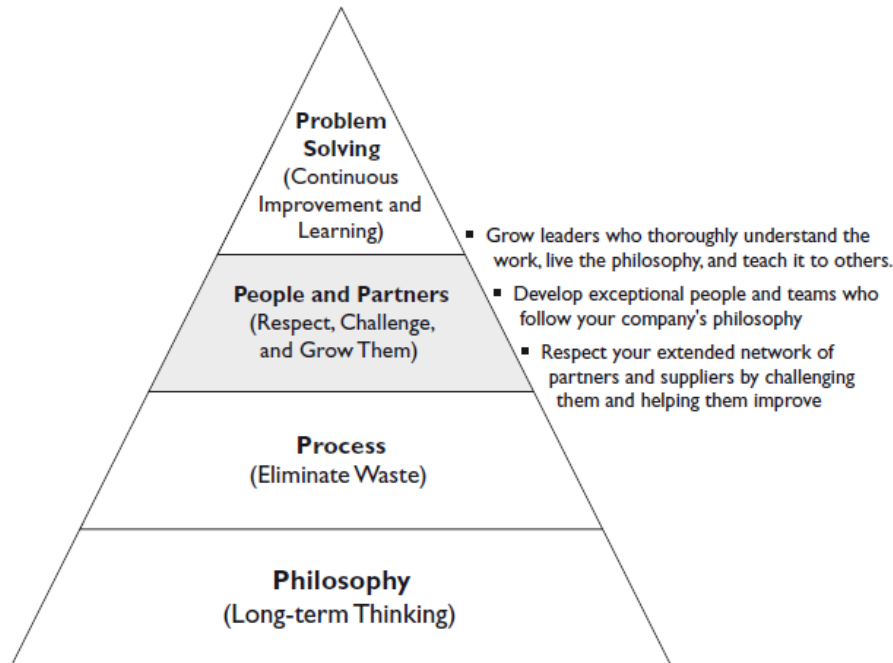 Problem
Solving
(Continuous
Improvement and
Learning)
▪ Grow leaders who thoroughly understand the
work, live the philosophy, and teach it to others.
People and Partners
(Respect, Challenge,
and Grow Them)
▪ Develop exceptional people and teams who
follow your company's philosophy
▪ Respect your extended network of
partners and suppliers by challenging
them and helping them improve
Process
(Eliminate Waste)
Philosophy
(Long-term Thinking)